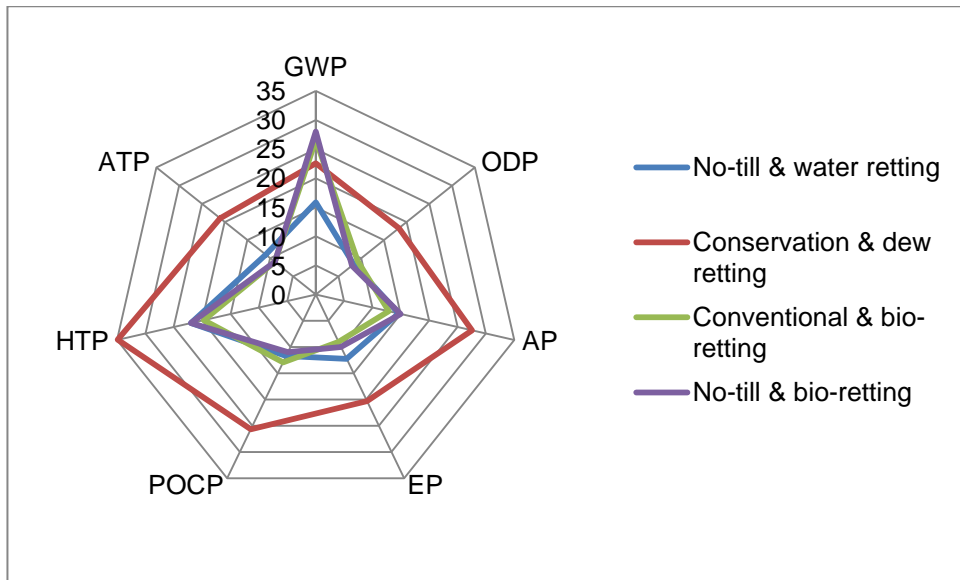 GWP
35
30
25
20
15
10
5
0
ODP
AP
EP
POCP
HTP
ATP
No-till & water retting
Conservation & dew
retting
Conventional & bio-
retting
No-till & bio-retting